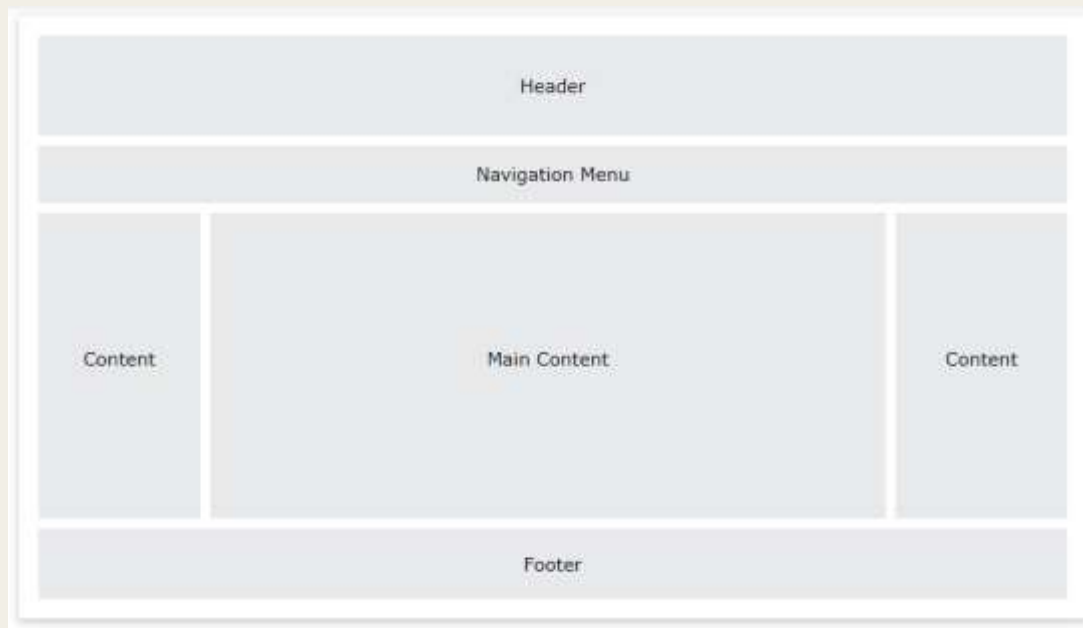 Header
Navigation Menu
Content
Main Content
Content
Footer